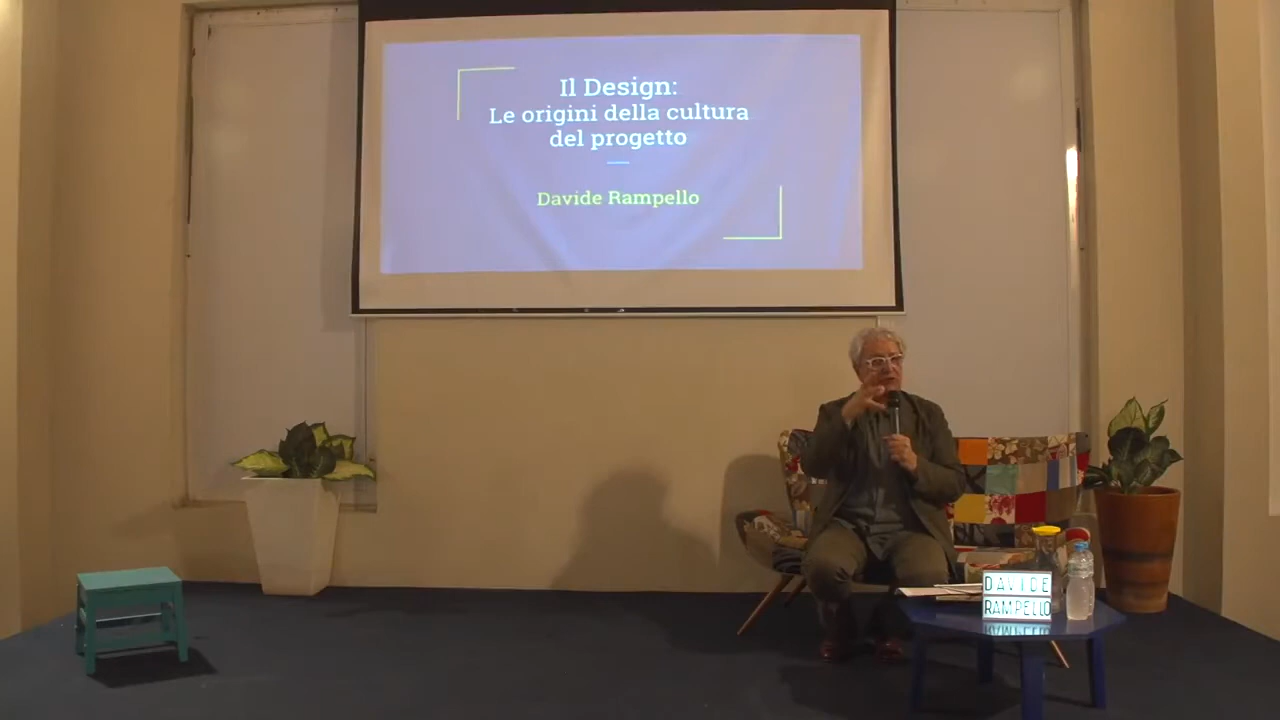 Il Design:
Le origini della cultura
del progetto
Davide Rampello
DAVIDE
RAMPELLO